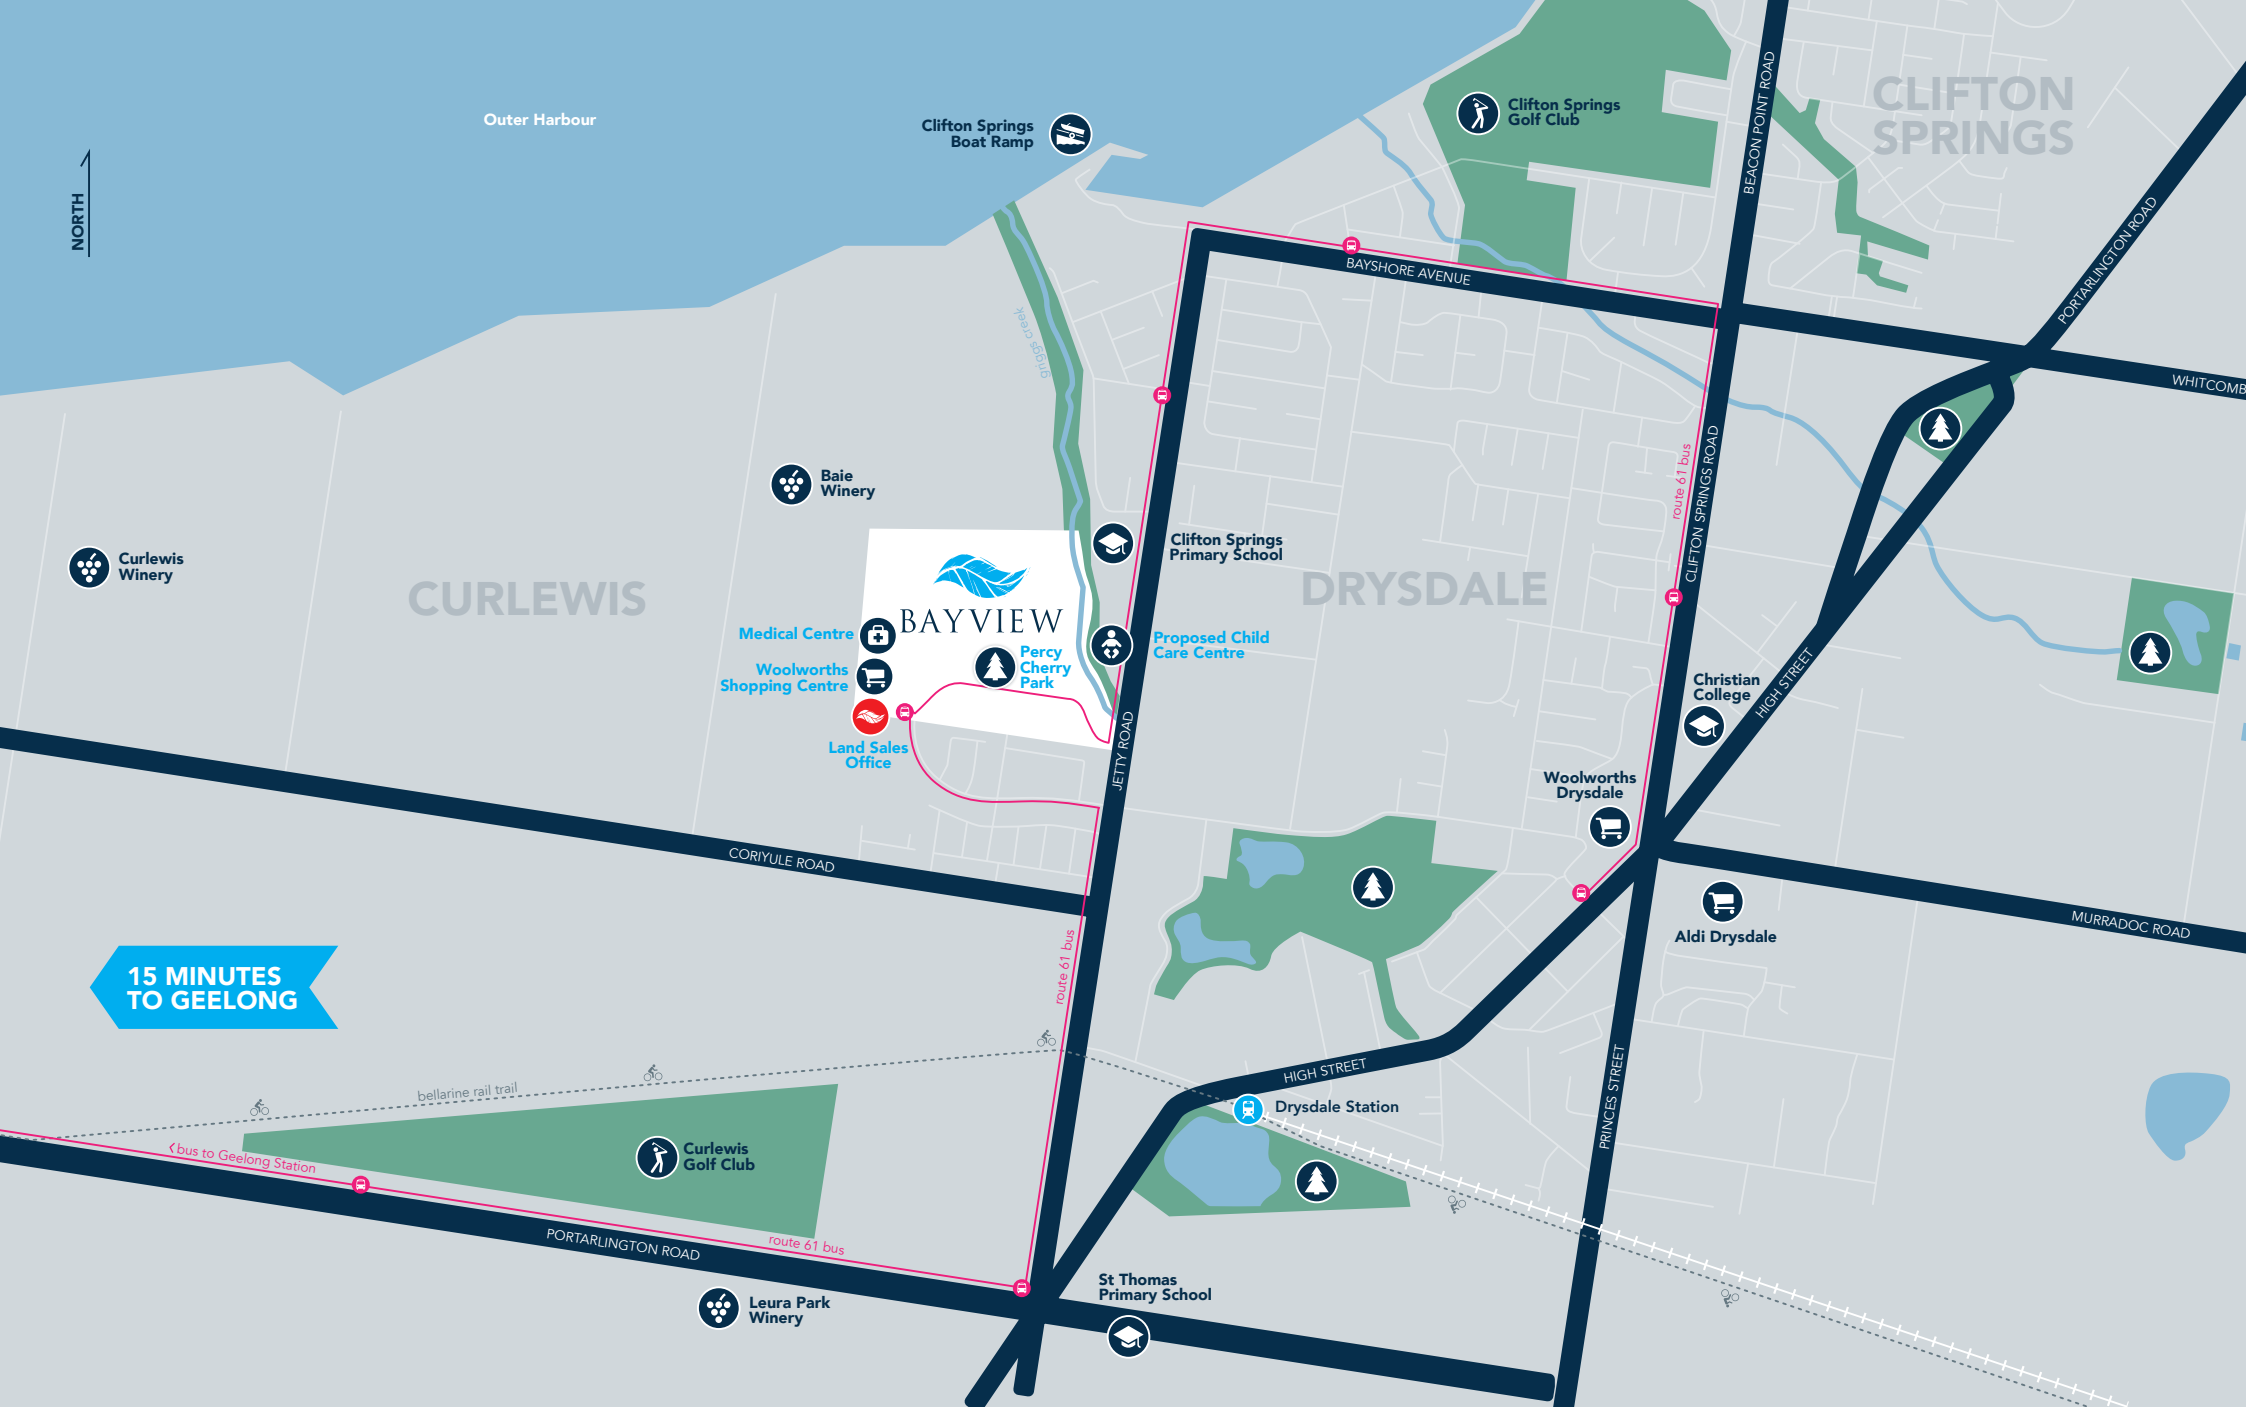 CLIFTON
SPRINGS
Outer Harbour
Clifton Springs
Boat Ramp
Clifton Springs
Golf Club
BEACON POINT ROAD
NORTH
PORTARLINGTON ROAD
BAYSHORE AVENUE
griggs creek
WHITCOMB
route 61 bus
CLIFTON SPRINGS ROAD
Baie
Winery
Curlewis
Winery
CURLEWIS
BAYVIEW
Clifton Springs
Primary School
DRYSDALE
Medical Centre
Woolworths
Shopping Centre
Percy
Cherry
Park
Proposed Child
Care Centre
Land Sales
Office
JETTY ROAD
Christian
College
HIGH STREET
Woolworths
Drysdale
CORIYULE ROAD
Aldi Drysdale
MURRADOC ROAD
15 MINUTES
TO GEELONG
route 61 bus
bellarine rail trail
HIGH STREET
Drysdale Station
PRINCES STREET
< bus to Geelong Station
Curlewis
Golf Club
PORTARLINGTON ROAD
route 61 bus
Leura Park
Winery
St Thomas
Primary School